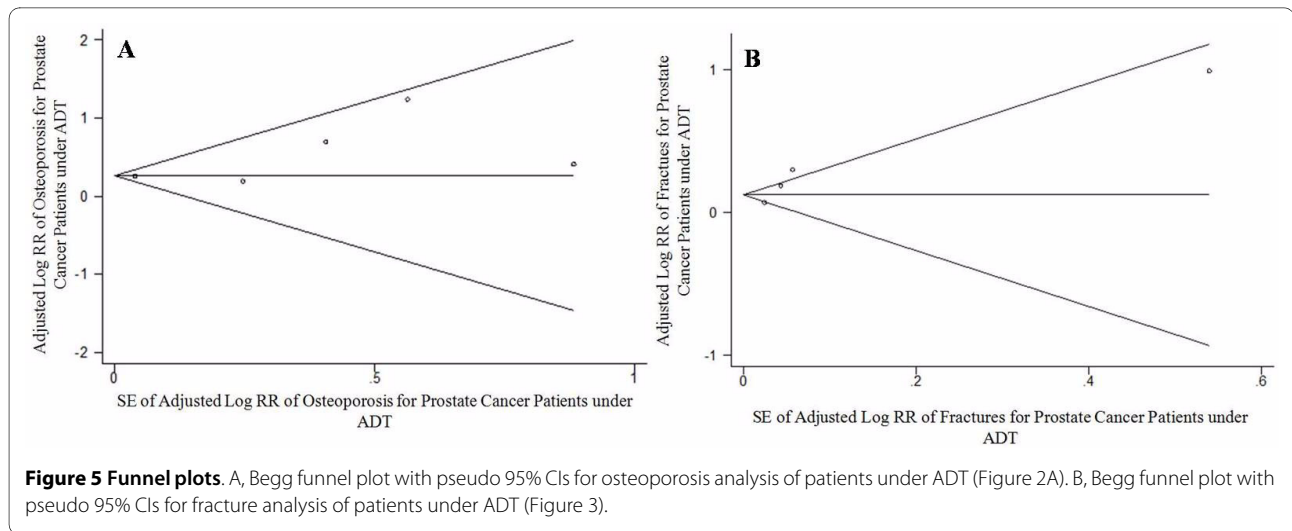 A
Adjusted Log RR of Osteoporosis for Prostate
Cancer Patients under ADT
2
1
0
-1
-2
0
.5
1
SE of Adjusted Log RR of Osteoporosis for Prostate Cancer Patients under
ADT
B
Adjusted Log RR of Fractues for Prostate
Cancer Patients under ADT
1
0
-1
0
.2
.4
.6
SE of Adjusted Log RR of Fractures for Prostate Cancer Patients under
ADT
Figure 5 Funnel plots. A, Begg funnel plot with pseudo 95% CIs for osteoporosis analysis of patients under ADT (Figure 2A). B, Begg funnel plot with
pseudo 95% CIs for fracture analysis of patients under ADT (Figure 3).